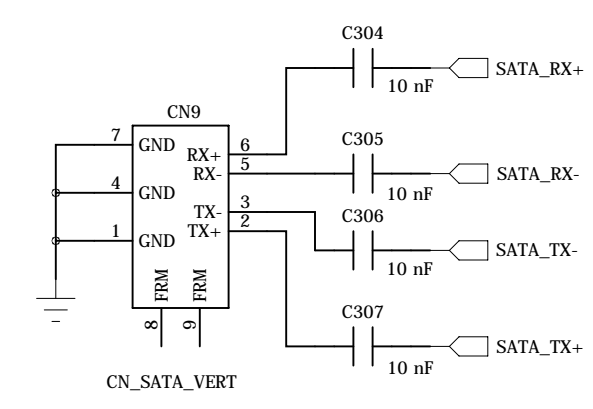 C304
SATA_RX+
10 nF
CN9
7
GND
RX+
6
C305
RX-
5
SATA_RX-
10 nF
4
GND
TX-
3
C306
TX+
2
1
GND
SATA_TX-
10 nF
FRM
FRM
C307
8
9
SATA_TX+
10 nF
CN_SATA_VERT